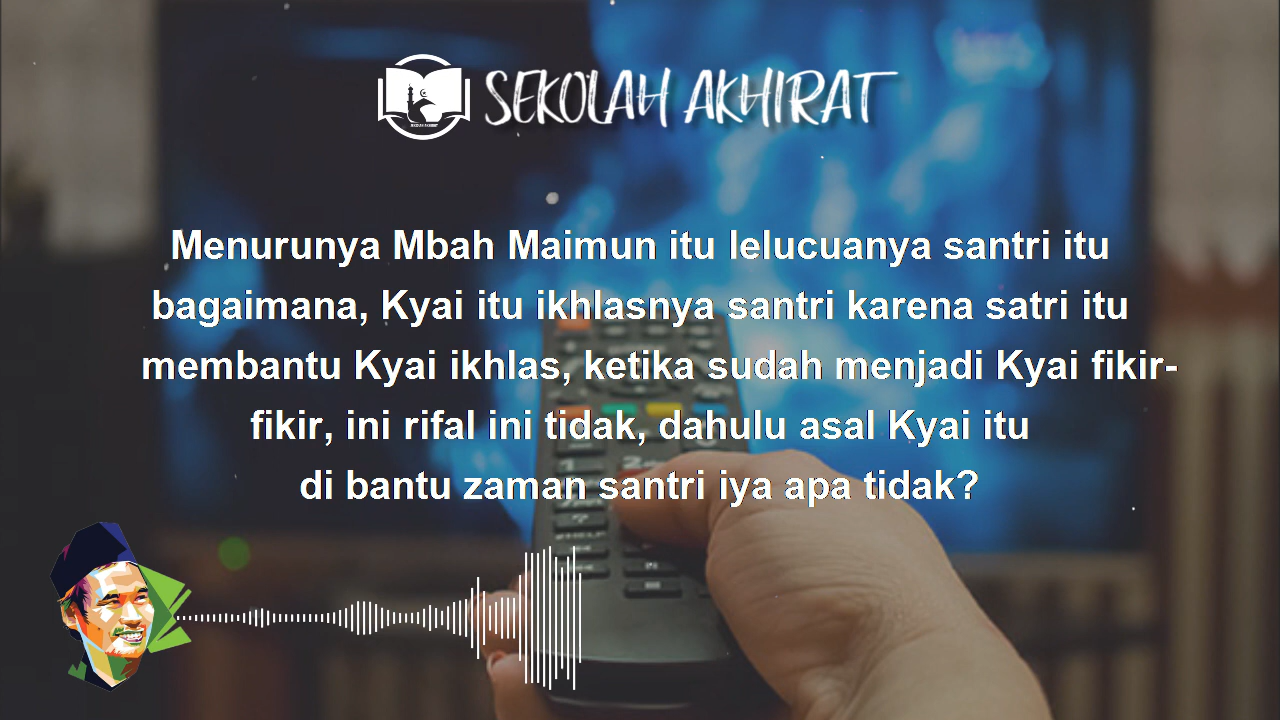 SEKOLAH AKHIRAT
Menurunya Mbah Maimun itu lelucuanya santri itu
bagaimana, Kyai itu ikhlasnya santri karena satri itu
membantu Kyai ikhlas, ketika sudah menjadi Kyai fikir-
fikir, ini rifal ini tidak, dahulu asal Kyai itu
di bantu zaman santri iya apa tidak?